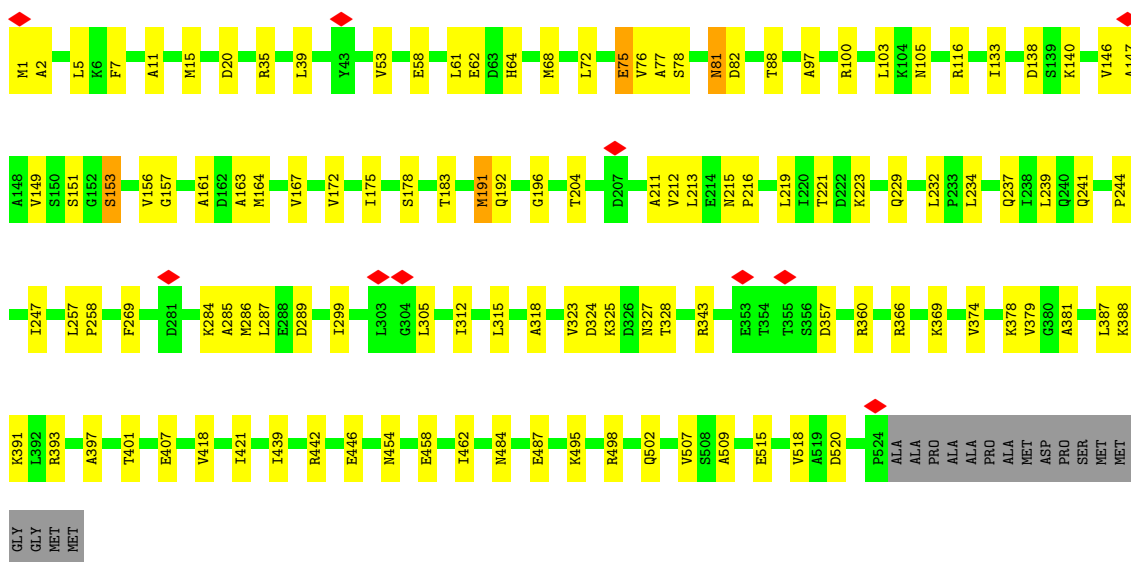 M1 A2 L5 K6 F7 A11 M15 D20 R35 L39 Y43 V53 E58 L61 E62 D63 H64 M68 L72 E75 V76 A77 S78 N81 D82 T88 A97 R100 L103 K104 N105 R116 I133 D138 S139 K140 V146 A147
A148 V149 S150 S151 G152 S153 V156 G157 A161 D162 A163 M164 V167 V172 I175 S178 T183 M191 Q192 G196 T204 D207 A211 V212 L213 E214 N215 P216 L219 I220 T221 D222 K223 Q229 L232 P233 L234 Q237 I238 L239 Q240 Q241 P244
I247 L257 P258 F269 D281 K284 A285 M286 L287 E288 D289 I299 L303 G304 L305 I312 L315 A318 V323 D324 K325 D326 N327 T328 R343 E353 T354 T355 S356 D357 R360 R366 K369 V374 K378 V379 G380 A381 L387 K388
K391 L392 R393 A397 T401 E407 V418 I421 I439 R442 E446 N454 E458 I462 N484 E487 K495 R498 Q502 V507 S508 A509 E515 V518 A519 D520 P524 ALA ALA PRO ALA ALA PRO ALA MET ASP PRO SER MET MET
GLY GLY MET MET